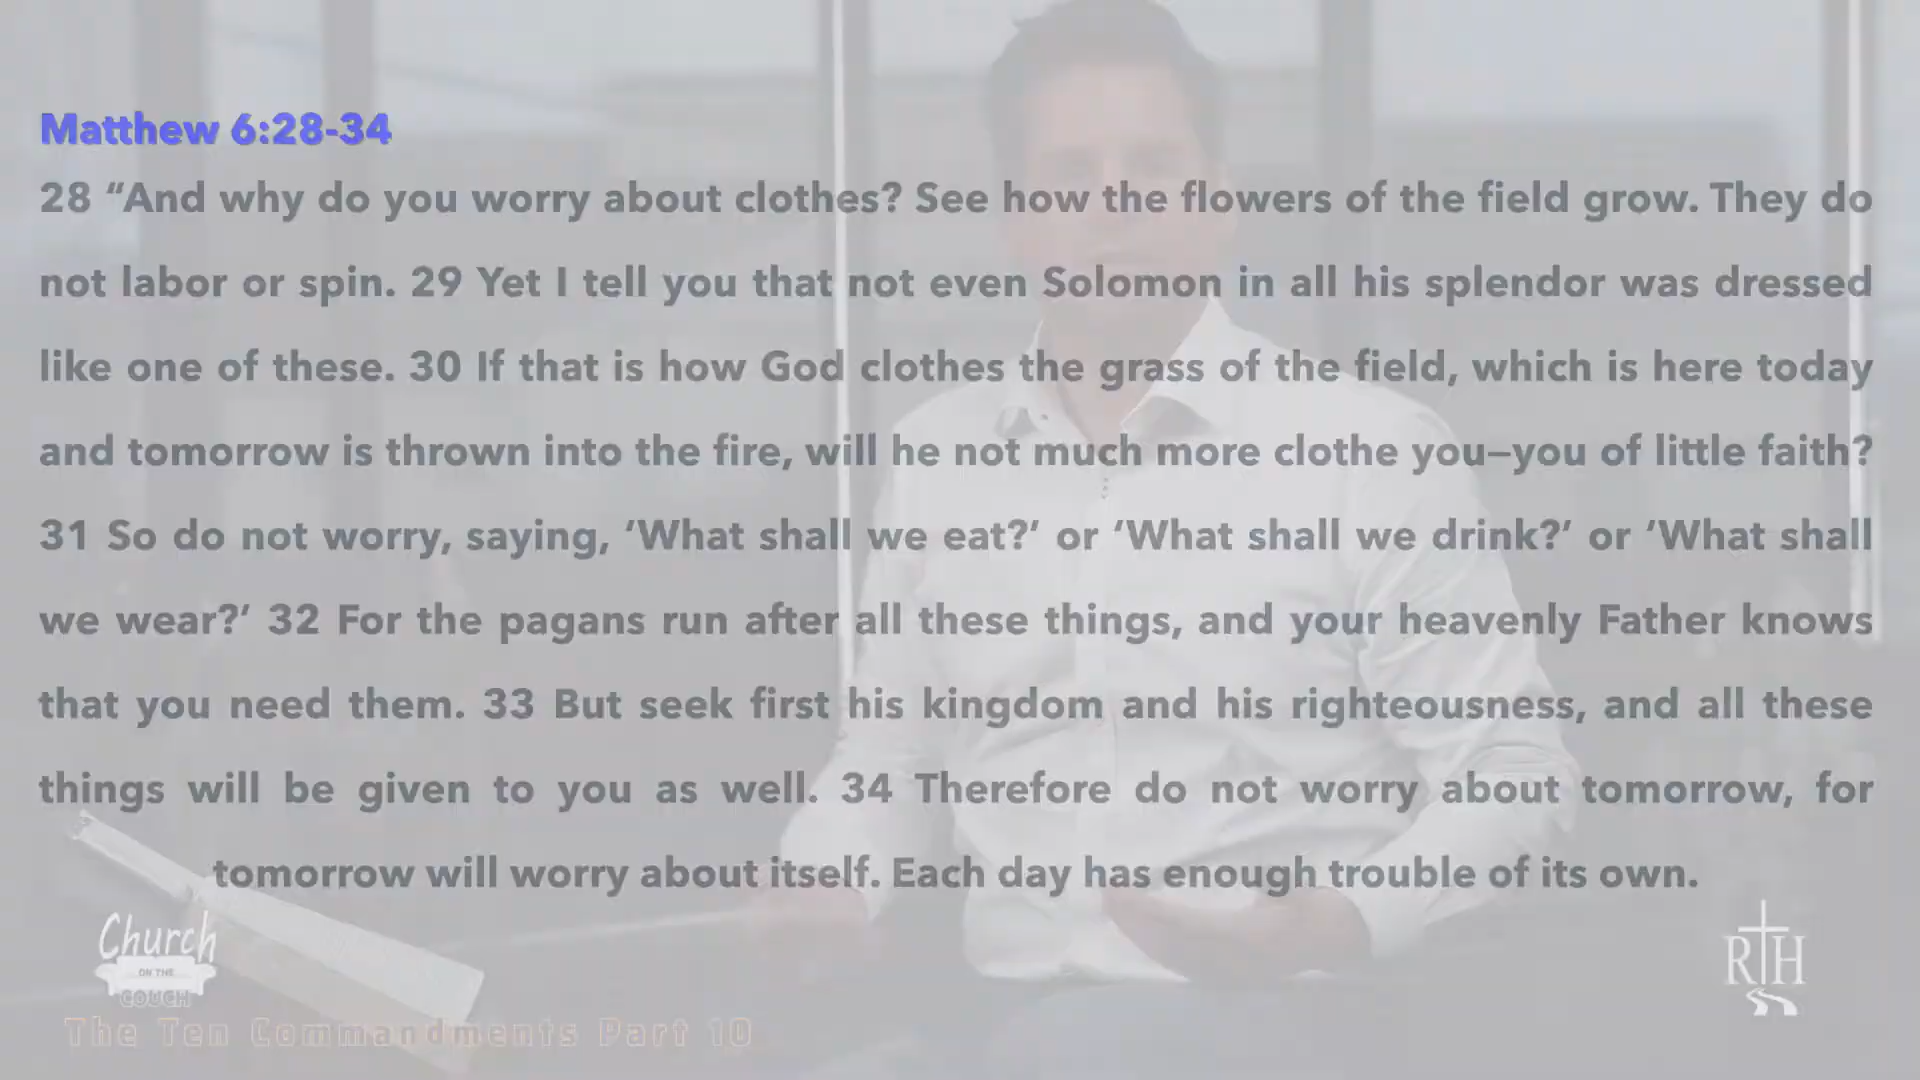 Matthew 6:28-34
28 “And why do you worry about clothes? See how the flowers of the field grow. They do
not labor or spin. 29 Yet I tell you that not even Solomon in all his splendor was dressed
like one of these. 30 If that is how God clothes the grass of the field, which is here today
and tomorrow is thrown into the fire, will he not much more clothe you—you of little faith?
31 So do not worry, saying, ‘What shall we eat?’ or ‘What shall we drink?’ or ‘What shall
we wear?’ 32 For the pagans run after all these things, and your heavenly Father knows
that you need them. 33 But seek first his kingdom and his righteousness, and all these
things will be given to you as well. 34 Therefore do not worry about tomorrow, for
tomorrow will worry about itself. Each day has enough trouble of its own.
Church
ON THE
COUCH
RH
The Ten Commandments Part 10